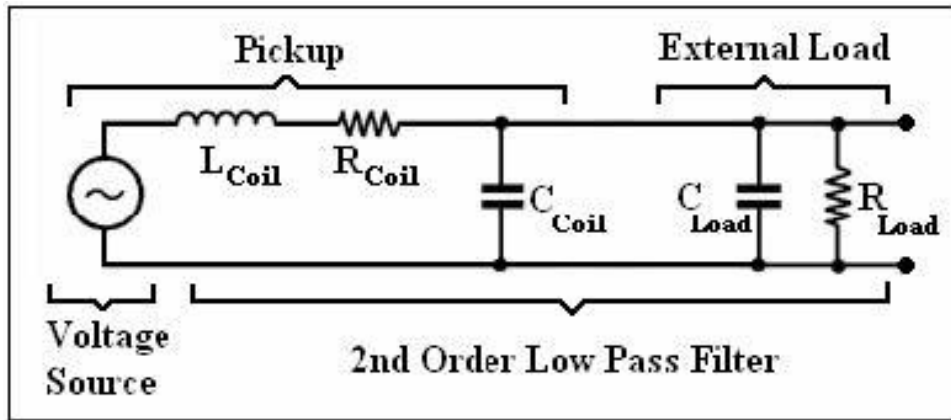 Pickup
External Load
L Coil
R Coil
C Coil
C Load
R Load
Voltage
Source
2nd Order Low Pass Filter